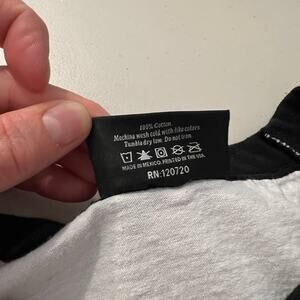 100% Cotton
Machina wash cold with like colors
Tumble dry low. Do not iron.
MADE IN MEXICO. PRINTED IN THE USA.
RN:120720